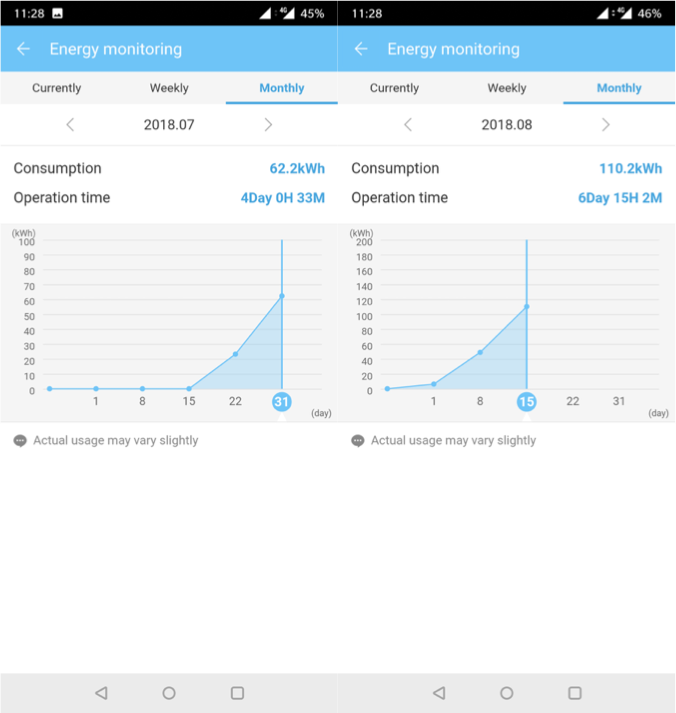 11:28
4G
45%
Energy monitoring
Currently
Weekly
Monthly
2018.07
Consumption
62.2kWh
Operation time
4Day 0H 33M
(kWh)
100
90
80
70
60
50
40
30
20
10
0
1
8
15
22
31
(day)
Actual usage may vary slightly
11:28
4G
46%
Energy monitoring
Currently
Weekly
Monthly
2018.08
Consumption
110.2kWh
Operation time
6Day 15H 2M
(kWh)
200
180
160
140
120
100
80
60
40
20
0
1
8
15
22
31
(day)
Actual usage may vary slightly